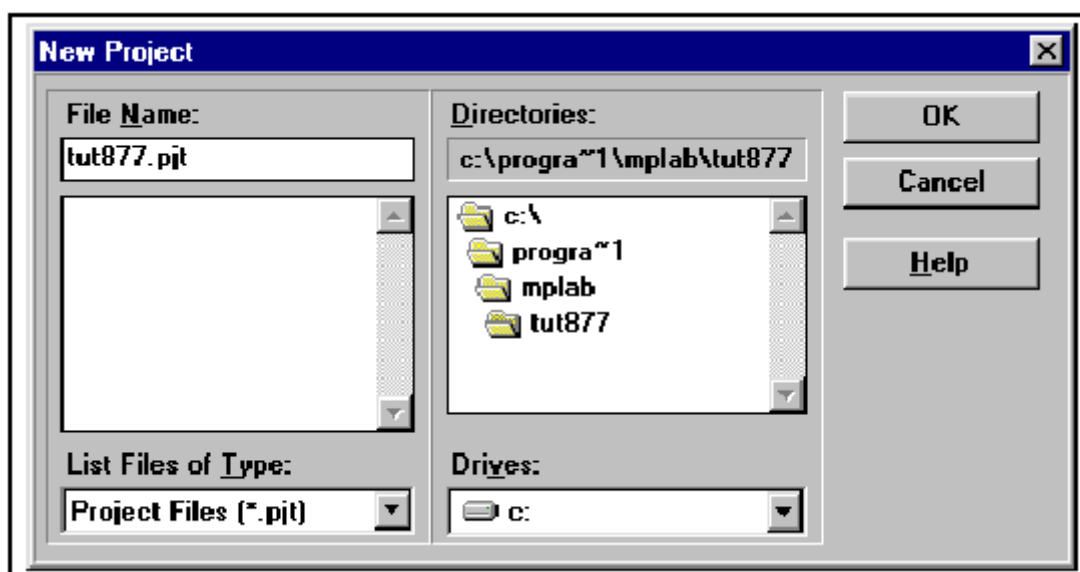 New Project
File Name:
tut877.pjt
List Files of Type:
Project Files (*.pjt)
Directories:
c:\progra~1\mplab\tut877
c:\
progra~1
mplab
tut877
Drives:
c:
OK
Cancel
Help